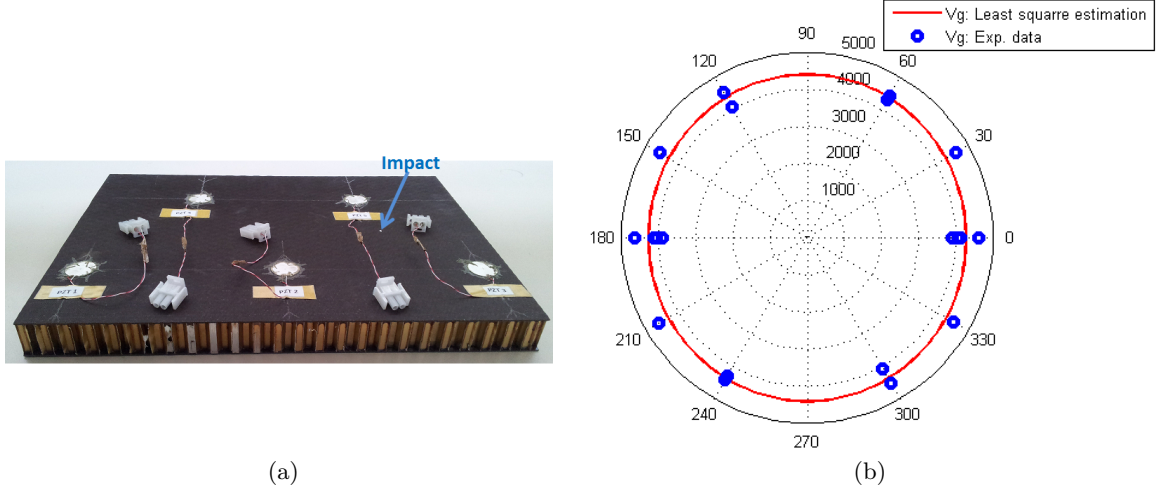 Impact
PZT 1
PZT 2
PZT 3
(a)
Vg: Least squarre estimation
Vg: Exp. data
90
5000
60
120
4000
3000
150
30
2000
1000
180
0
210
330
240
300
270
(b)